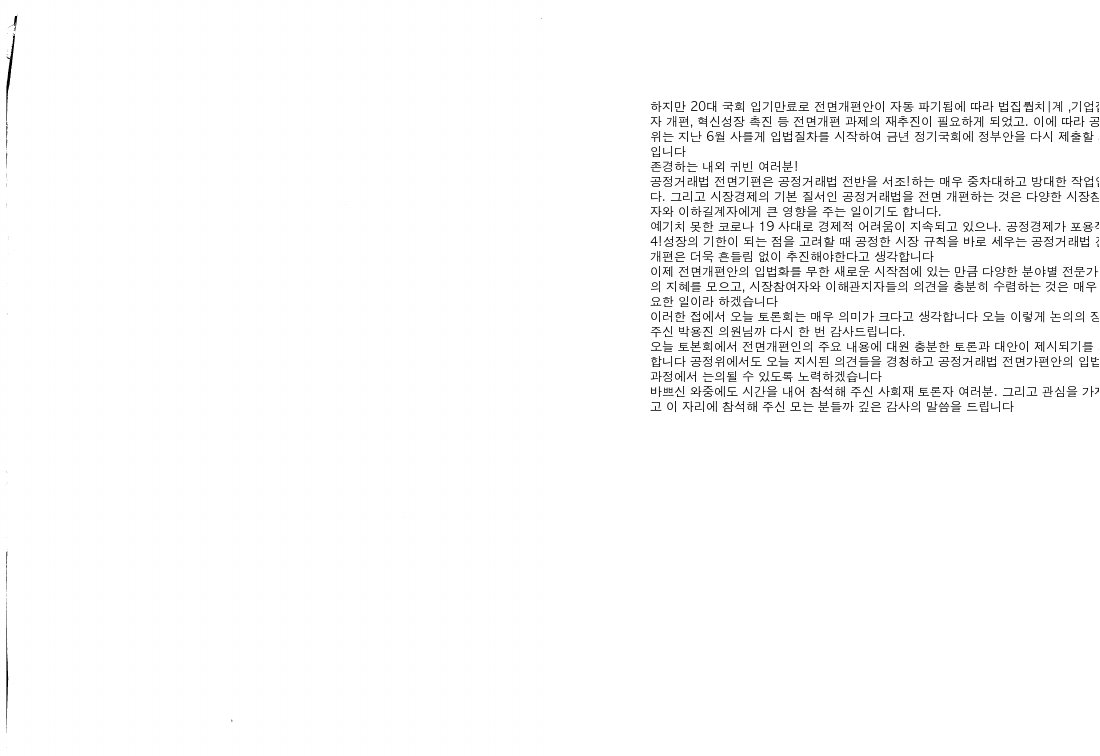 하지만 20대 국회 입기만료로 전면개편안이 자동 파기됩에 따라 법집 ,기업
자 개편, 혁신성장 촉진 등 전면개편 과제의 재추진이 필요하게 되었고. 이에 따라 공
위는 지난 6월 사를게 입법질차를 시작하여 금년 정기국회에 정부안을 다시 제출할
입니다
존경하는 내외 귀빈 여러분!
공정거래법 전면기편은 공정거래법 전반을 서조!하는 매우 중차대하고 방대한 작업
다. 그리고 시장경제의 기본 질서인 공정거래법을 전면 개편하는 것은 다양한 시장참
자와 이하길계자에게 큰 영향을 주는 일이기도 합니다.
예기치 못한 코로나 19 사대로 경제적 어려움이 지속되고 있으나. 공정경제가 포용
4!성장의 기한이 되는 점을 고려할 때 공정한 시장 규칙을 바로 세우는 공정거래법
개편은 더욱 흔들림 없이 추진해야한다고 생각합니다
이제 전면개편안의 입법화를 무한 새로운 시작점에 있는 만큼 다양한 분야별 전문가
의 지혜를 모으고, 시장참여자와 이해관지자들의 의견을 충분히 수렴하는 것은 매우
요한 일이라 하겠습니다
이러한 접에서 오늘 토론회는 매우 의미가 크다고 생각합니다 오늘 이렇게 논의의 장
주신 박용진 의원님까 다시 한 번 감사드립니다.
오늘 토본회에서 전면개편인의 주요 내용에 대원 충분한 토론과 대안이 제시되기를
합니다 공정위에서도 오늘 지시된 의견들을 경청하고 공정거래법 전면가편안의 입법
과정에서 는의될 수 있도록 노력하겠습니다
바쁘신 와중에도 시간을 내어 참석해 주신 사회재 토론자 여러분. 그리고 관심을 가
고 이 자리에 참석해 주신 모는 분들까 깊은 감사의 말씀을 드립니다